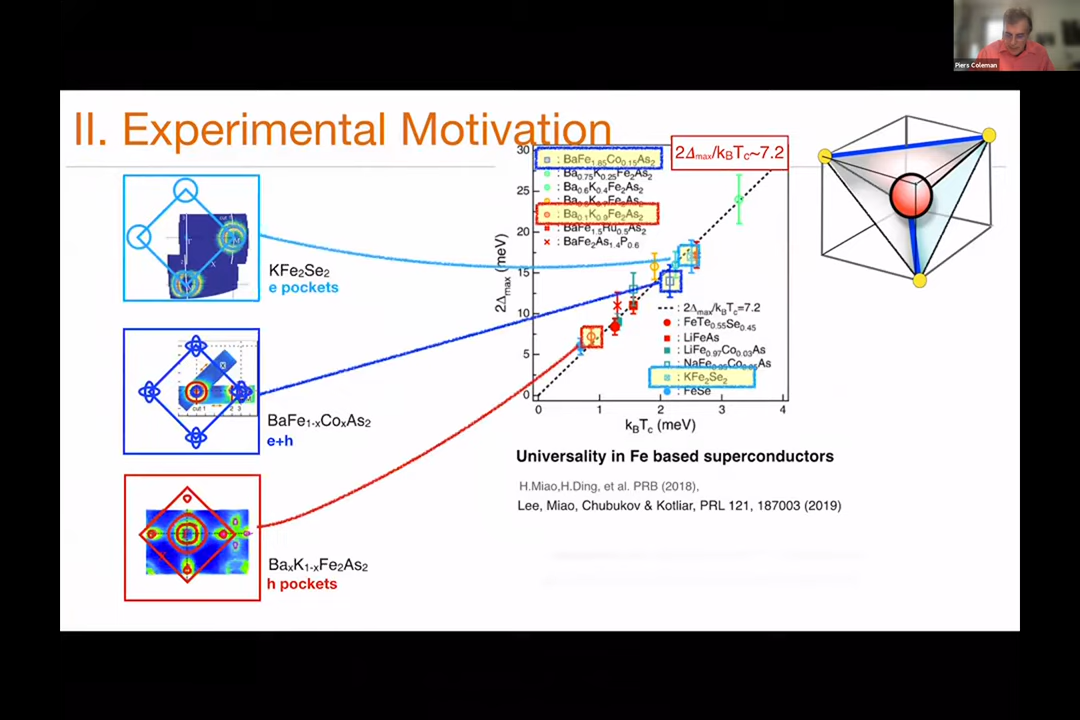 Piers Coleman
II. Experimental Motivation
KFe₂Se₂
e pockets
BaFe₁₋ₓCoₓAs₂
e+h
BaₓK₁₋ₓFe₂As₂
h pockets
2Δmax/kBTc~7.2
30
25
20
15
10
5
0
2Δmax (meV)
: BaFe₁.₈₅Co₀.₁₅As₂
: Ba₀.₇₅K₀.₂₅Fe₂As₂
: Ba₀.₆K₀.₄Fe₂As₂
: Ba₀.₁K₀.₉Fe₂As₂
: BaFe₁.₅Ru₀.₅As₂
× : BaFe₂As₁.₄P₀.₆
: 2Δmax/kBTc=7.2
: FeTe₀.₅₅Se₀.₄₅
: LiFeAs
: LiFe₀.₉₇Co₀.₀₃As
: NaFe₀.₉₅Co₀.₀₅As
: KFe₂Se₂
: FeSe
0 1 2 3 4
kBTc (meV)
Universality in Fe based superconductors
H.Miao,H.Ding, et al. PRB (2018),
Lee, Miao, Chubukov & Kotliar, PRL 121, 187003 (2019)